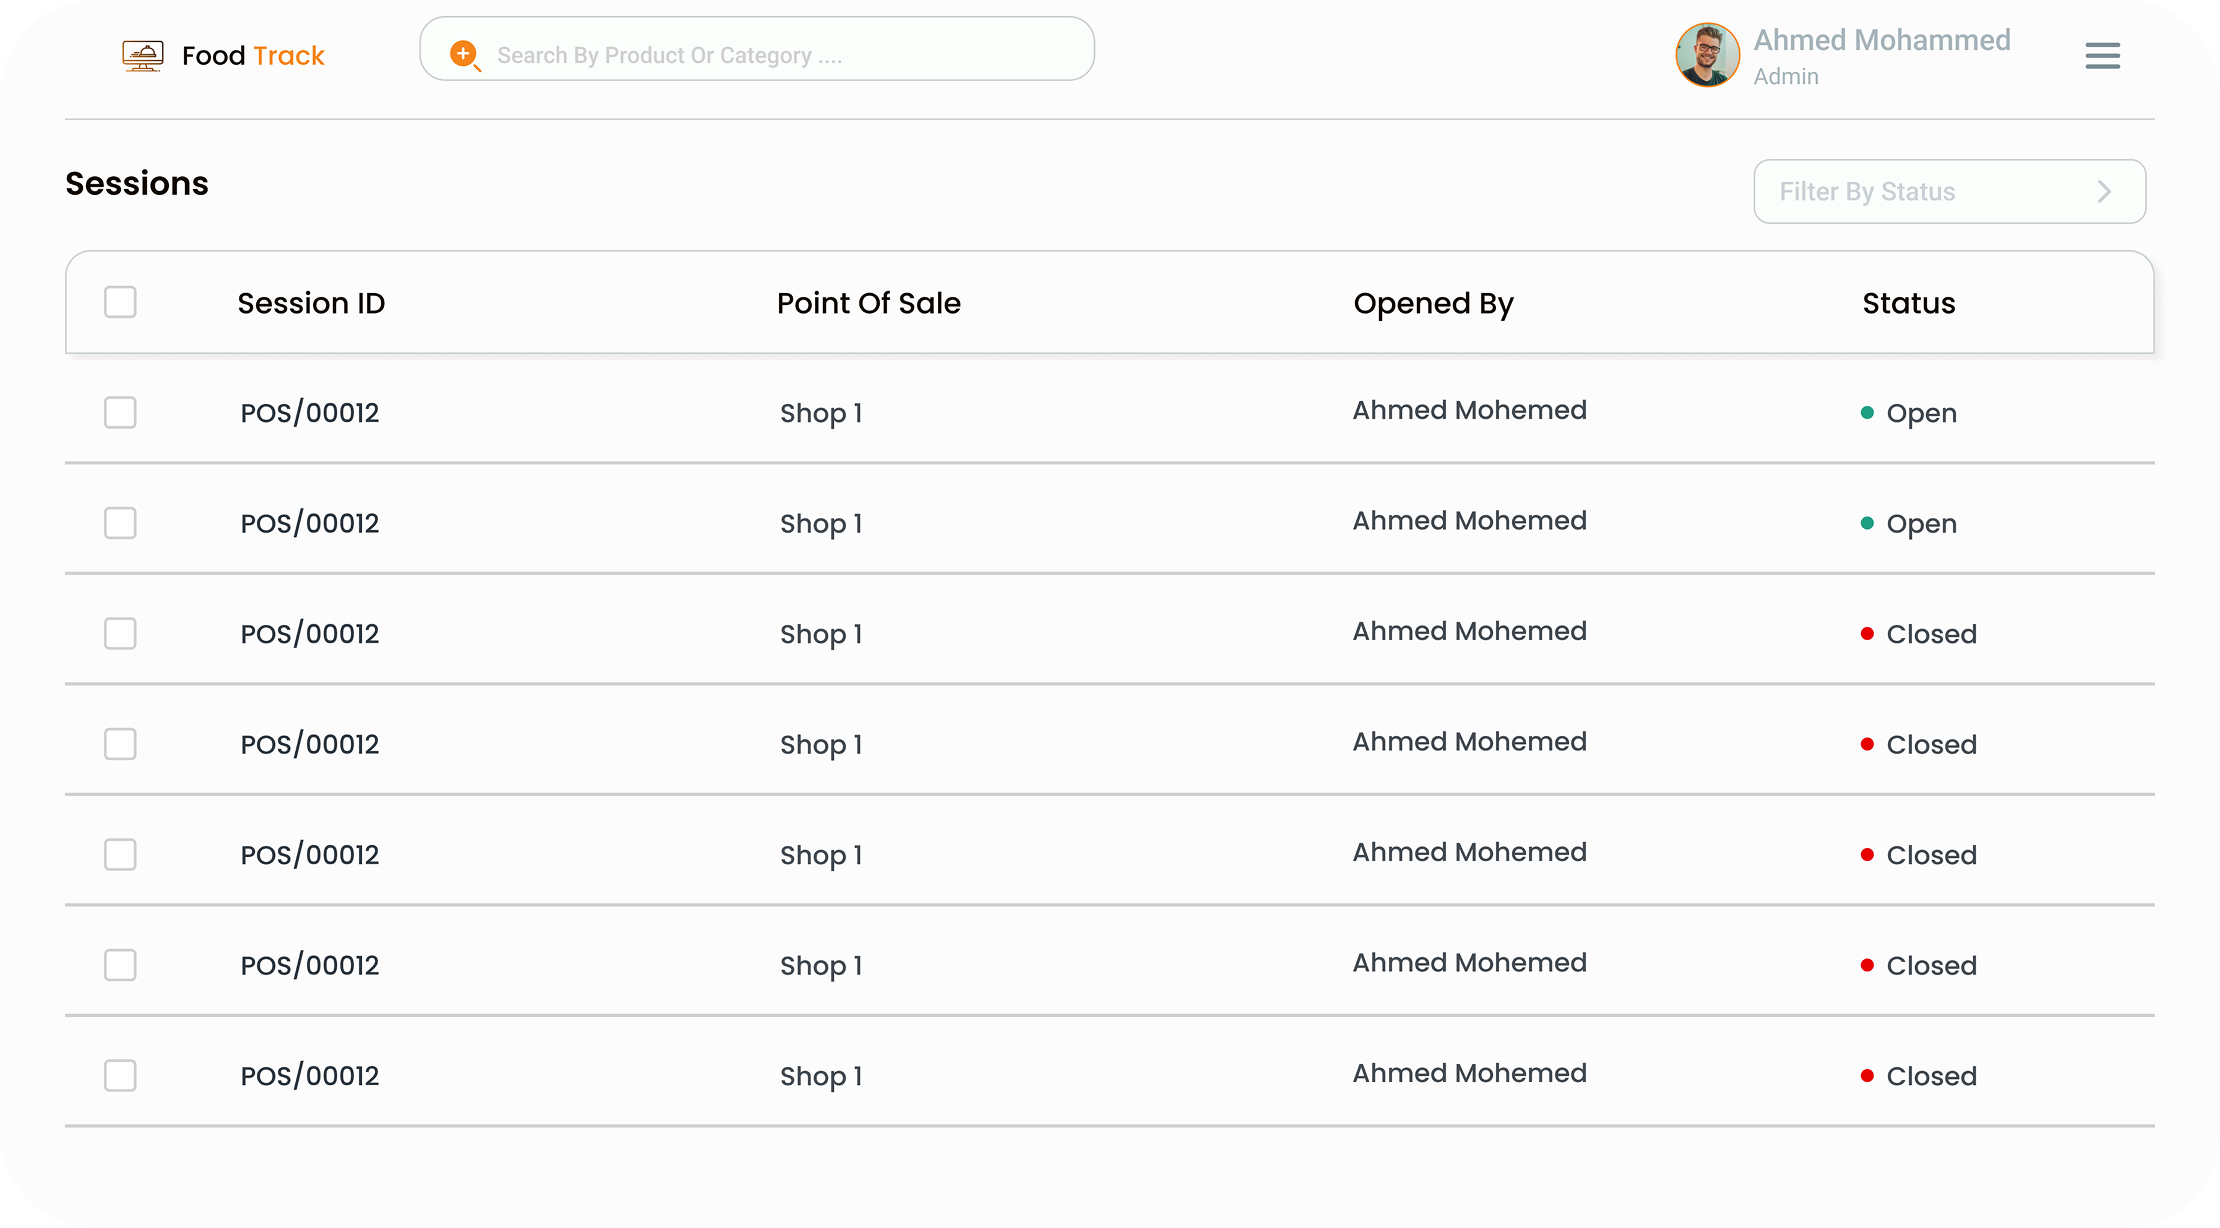 Food Track
Search By Product Or Category ....
Ahmed Mohammed
Admin
Sessions
Filter By Status
Session ID Point Of Sale Opened By Status
POS/00012 Shop 1 Ahmed Mohemed Open
POS/00012 Shop 1 Ahmed Mohemed Open
POS/00012 Shop 1 Ahmed Mohemed Closed
POS/00012 Shop 1 Ahmed Mohemed Closed
POS/00012 Shop 1 Ahmed Mohemed Closed
POS/00012 Shop 1 Ahmed Mohemed Closed
POS/00012 Shop 1 Ahmed Mohemed Closed